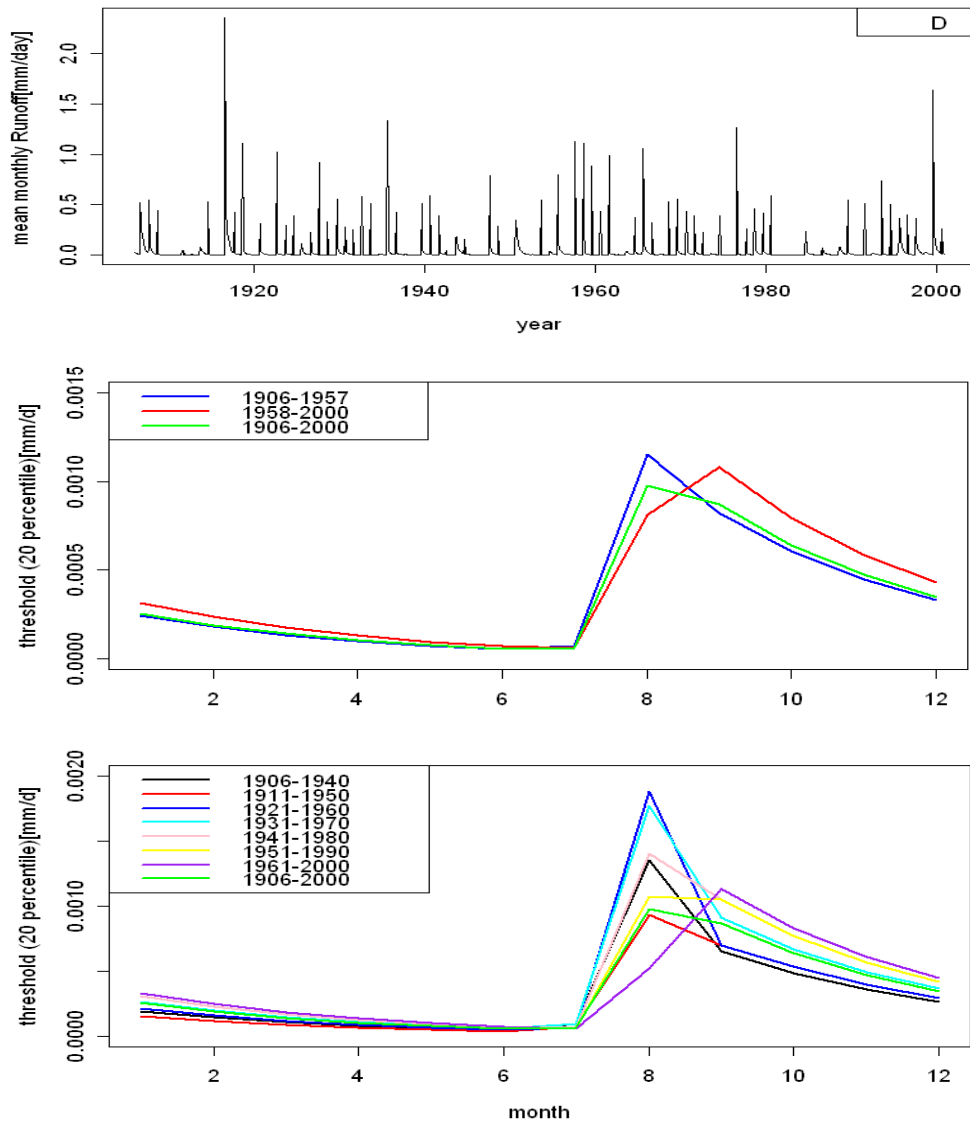 D
mean monthly Runoff[mm/day]
2.0
1.5
1.0
0.5
0.0
1920 1940 1960 1980 2000
year
1906-1957
1958-2000
1906-2000
threshold (20 percentile)[mm/d]
0.0015
0.0010
0.0005
0.0000
2 4 6 8 10 12
1906-1940
1911-1950
1921-1960
1931-1970
1941-1980
1951-1990
1961-2000
1906-2000
threshold (20 percentile)[mm/d]
0.0020
0.0010
0.0000
2 4 6 8 10 12
month